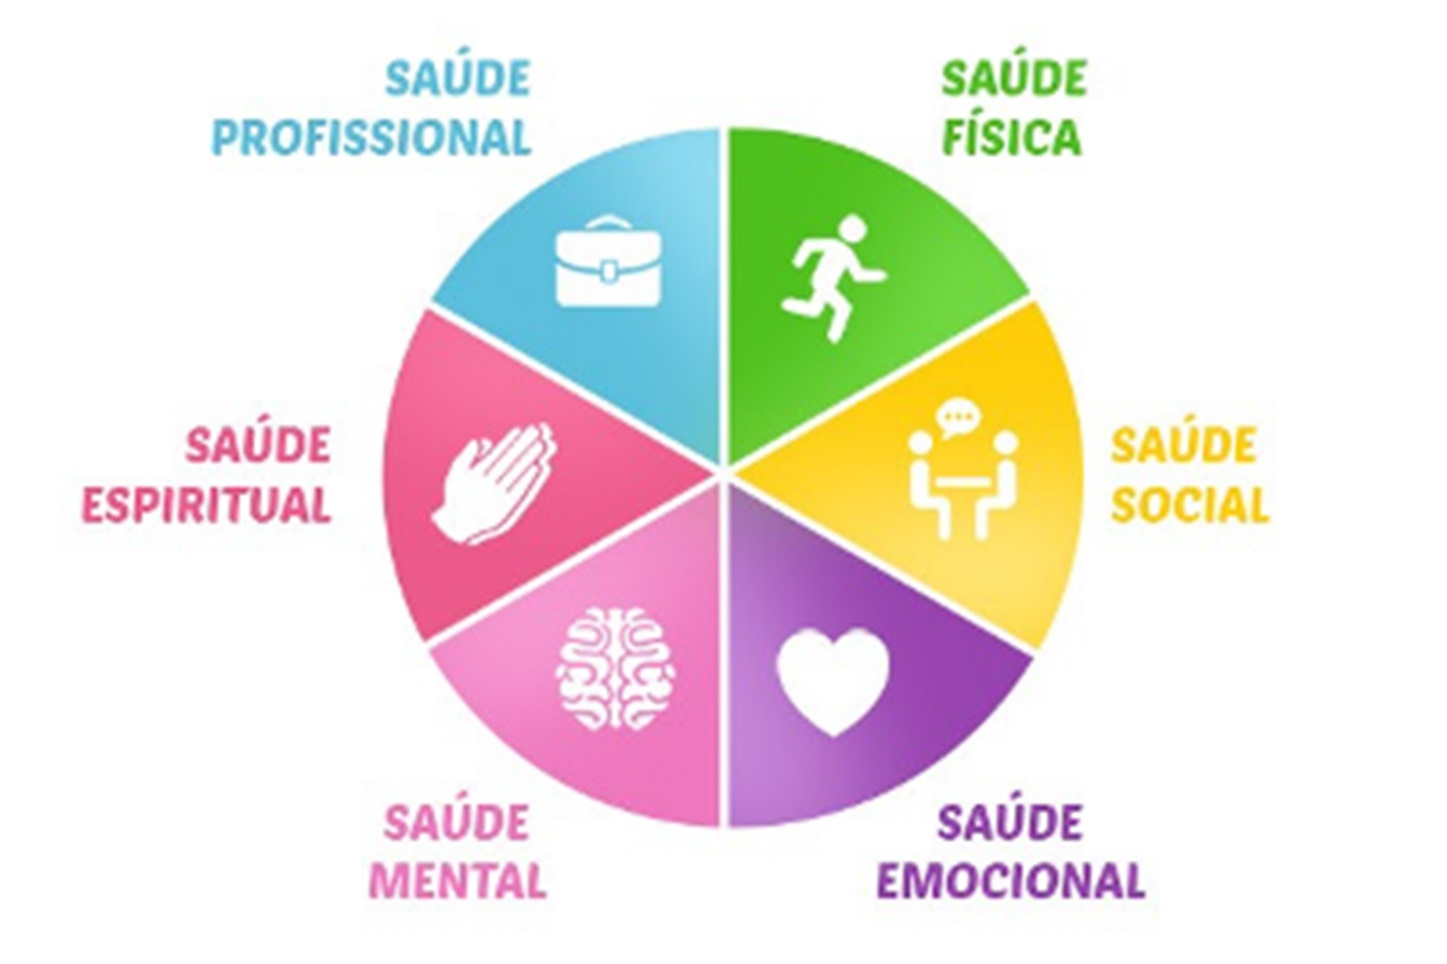 SAÚDE
PROFISSIONAL
SAÚDE
FÍSICA
SAÚDE
ESPIRITUAL
SAÚDE
SOCIAL
SAÚDE
MENTAL
SAÚDE
EMOCIONAL